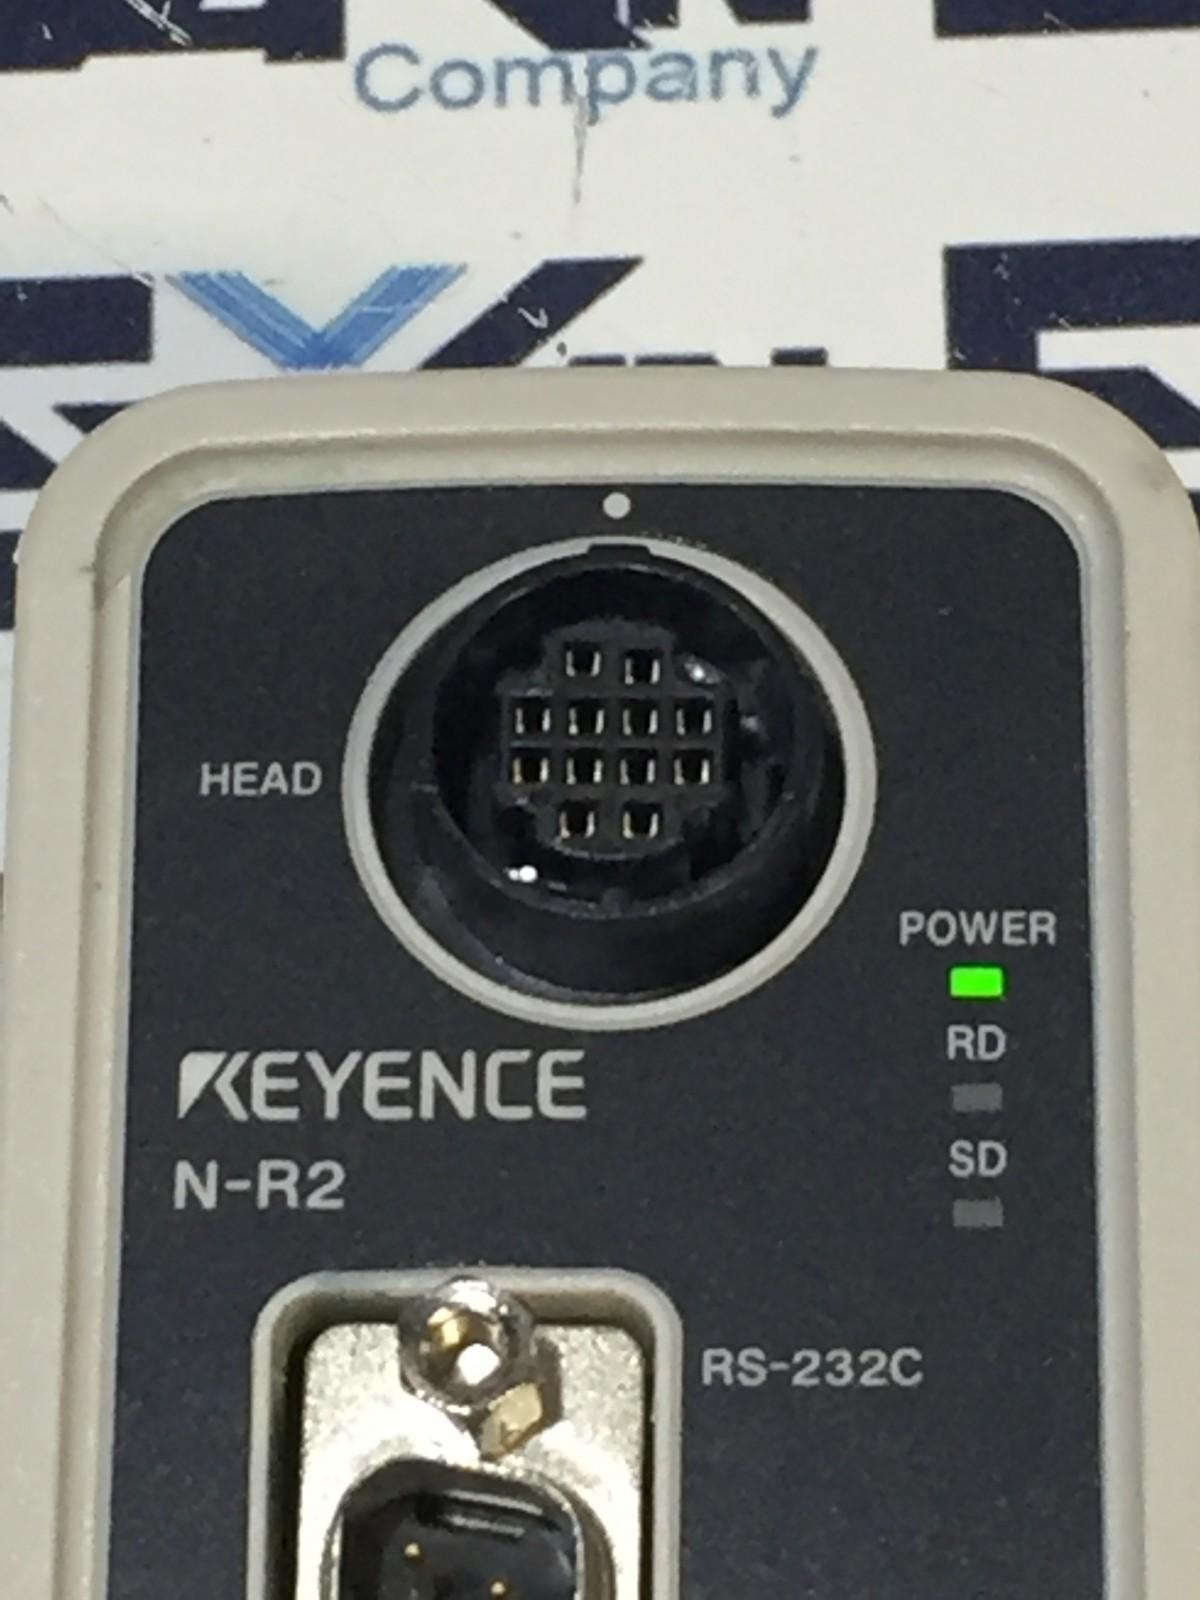 Company
HEAD
POWER
RD
KEYENCE
SD
N-R2
RS-232C